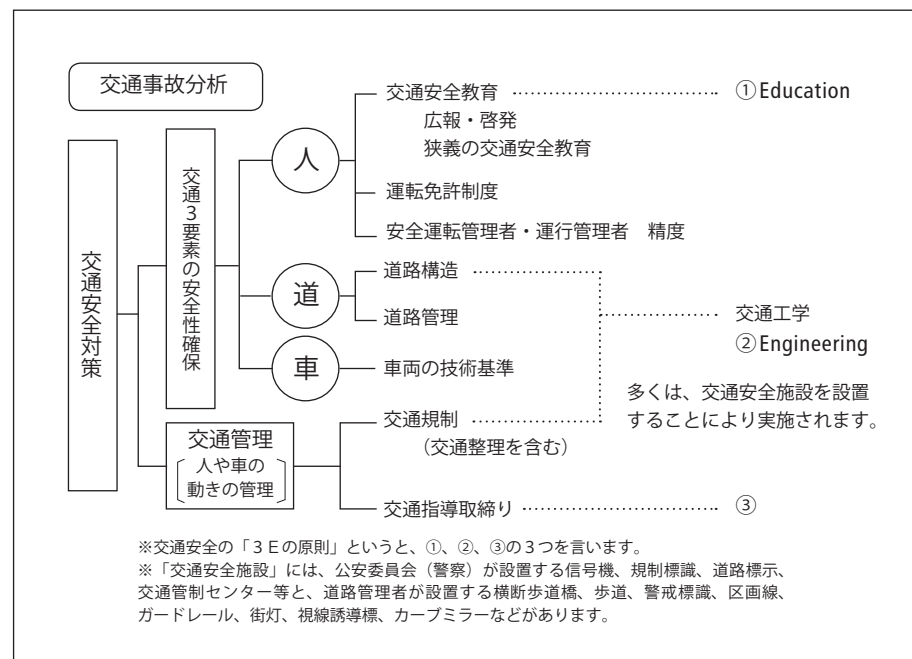 交通事故分析
交通安全対策
交通3要素の安全性確保
人
交通安全教育 ① Education
広報・啓発
狭義の交通安全教育
運転免許制度
安全運転管理者・運行管理者　精度
道
道路構造
道路管理
交通工学
② Engineering
車
車両の技術基準
多くは、交通安全施設を設置
することにより実施されます。
交通管理
人や車の
動きの管理
交通規制
（交通整理を含む）
交通指導取締り ③
※交通安全の「３Ｅの原則」というと、①、②、③の３つを言います。
※「交通安全施設」には、公安委員会（警察）が設置する信号機、規制標識、道路標示、
交通管制センター等と、道路管理者が設置する横断歩道橋、歩道、警戒標識、区画線、
ガードレール、街灯、視線誘導標、カーブミラーなどがあります。